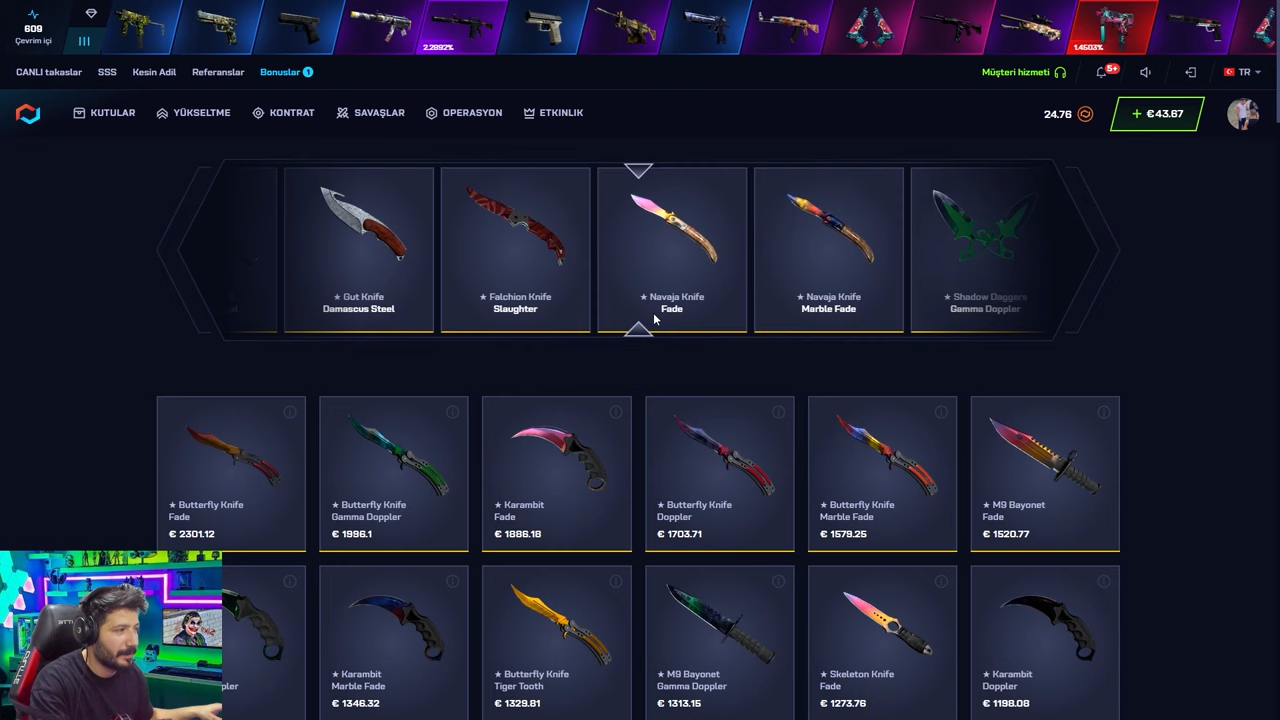 609
Çevrim içi
2.2892%
1.4503%
CANLI takaslar
SSS
Kesin Adil
Referanslar
Bonuslar 1
Müşteri hizmeti
5+
TR
KUTULAR
YÜKSELTME
KONTRAT
SAVAŞLAR
OPERASYON
ETKINLIK
24.76
+ €43.67
★ Gut Knife
Damascus Steel
★ Falchion Knife
Slaughter
★ Navaja Knife
Fade
★ Navaja Knife
Marble Fade
★ Shadow Daggers
Gamma Doppler
★ Butterfly Knife
Fade
€ 2301.12
★ Butterfly Knife
Gamma Doppler
€ 1996.1
★ Karambit
Fade
€ 1886.18
★ Butterfly Knife
Doppler
€ 1703.71
★ Butterfly Knife
Marble Fade
€ 1579.25
★ M9 Bayonet
Fade
€ 1520.77
★ Karambit
Marble Fade
€ 1346.32
★ Butterfly Knife
Tiger Tooth
€ 1329.81
★ M9 Bayonet
Gamma Doppler
€ 1313.15
★ Skeleton Knife
Fade
€ 1273.76
★ Karambit
Doppler
€ 1198.08